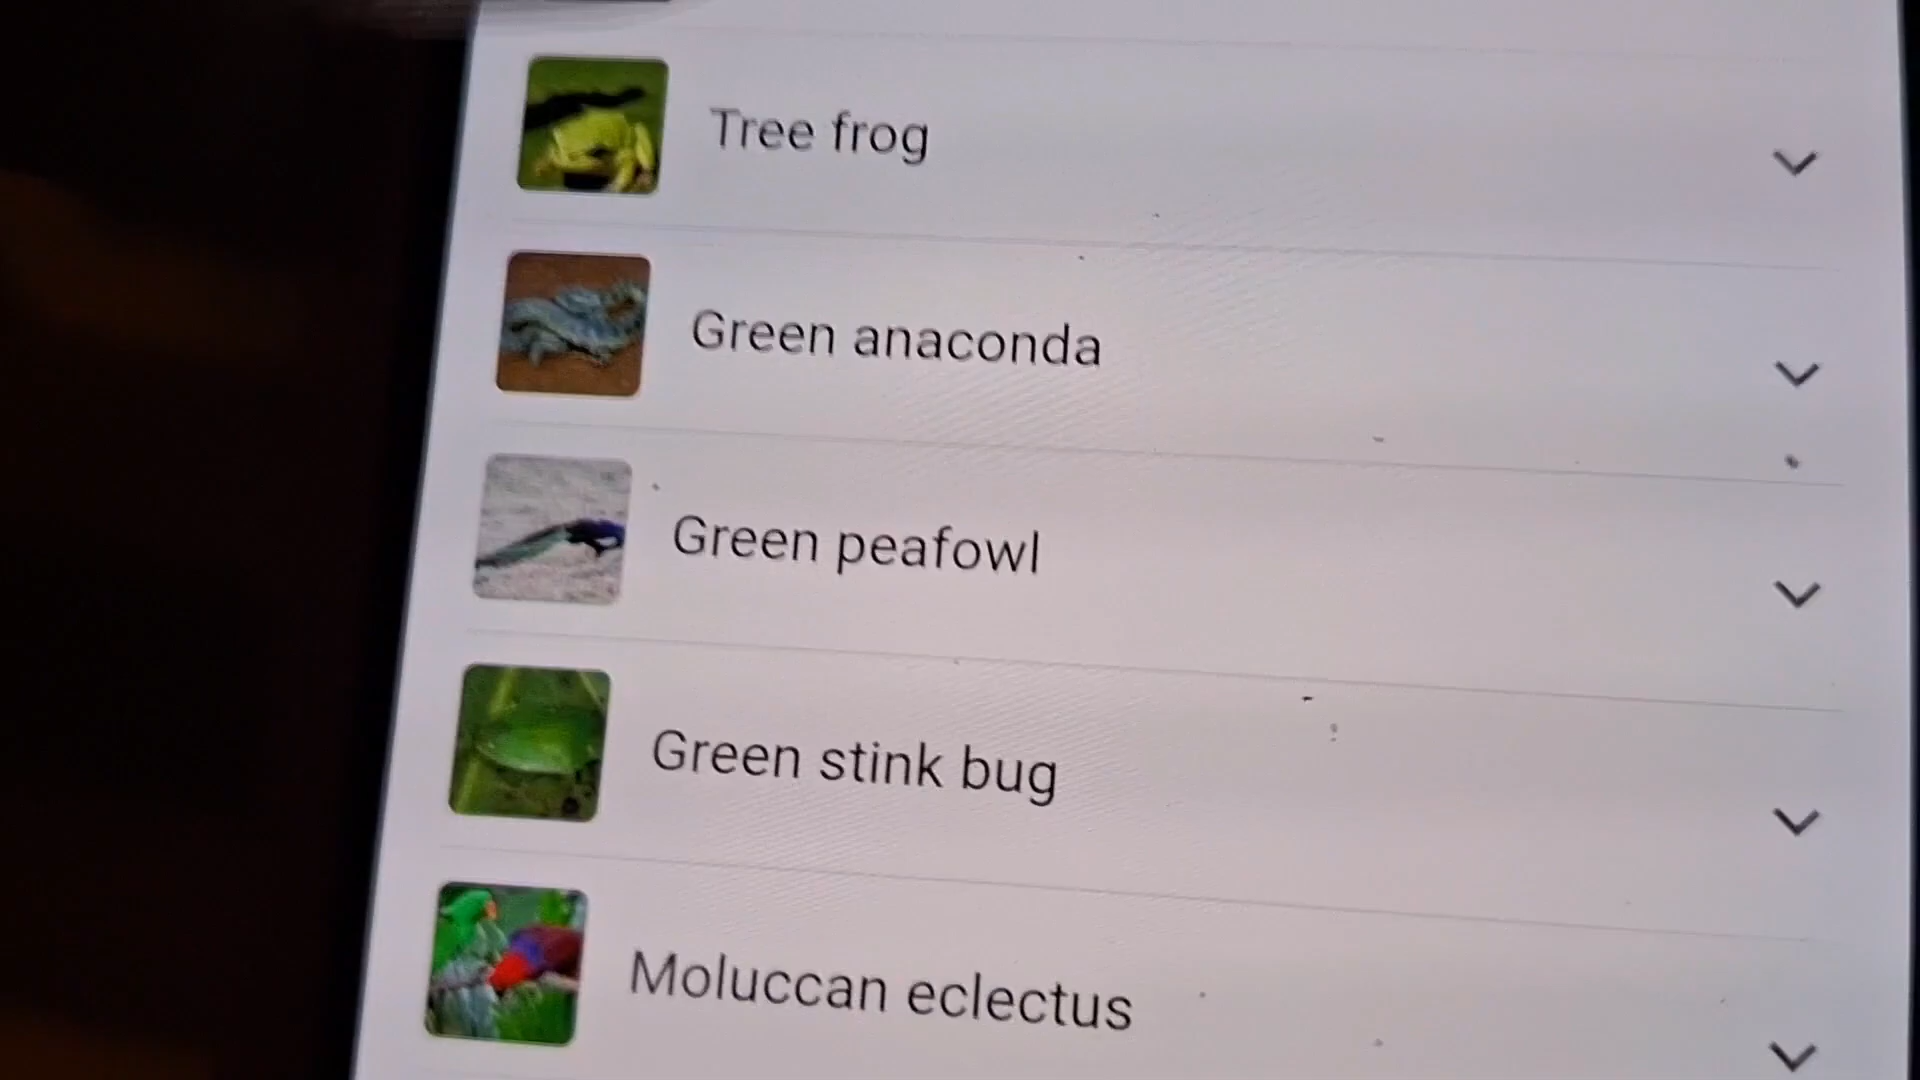 Tree frog
Green anaconda
Green peafowl
Green stink bug
Moluccan eclectus